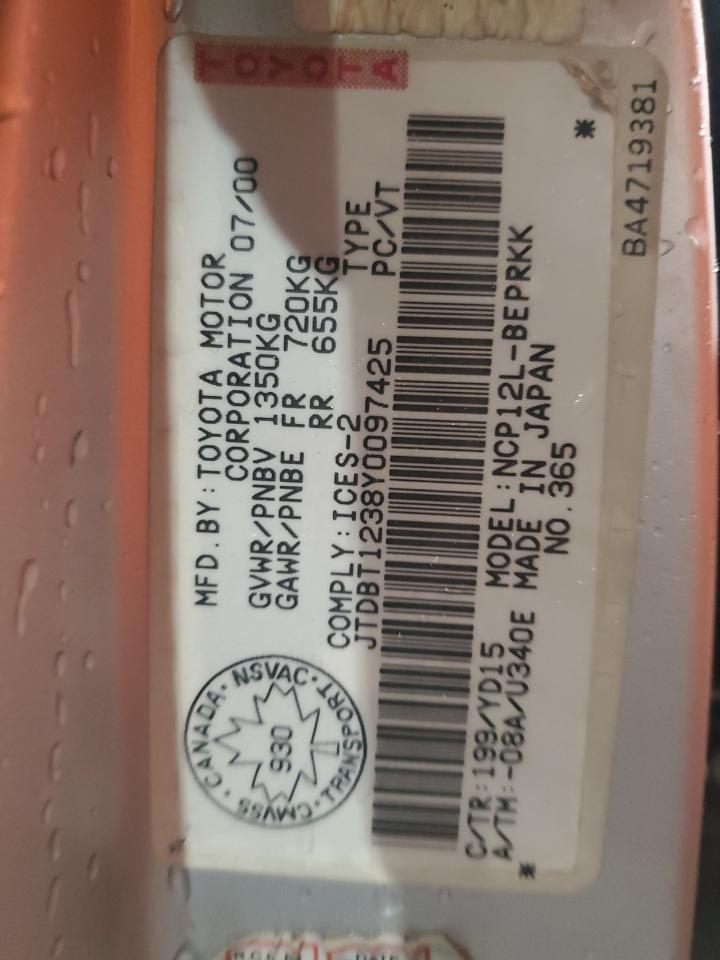 TOYOTA
MFD.BY:TOYOTA MOTOR
CORPORATION 07/00
GVWR/PNBV 1350KG
GAWR/PNBE FR 720KG
RR 655KG
COMPLY:ICES-2 TYPE
JTDBT1238Y0097425 PC/VT
CANADA · NSVAC · TRANSPORT · CMVSS
930
C/TR:199/YD15 MODEL:NCP12L-BEPRKK
A/TM:-08A/U340E MADE IN JAPAN
NO.365
* *
BA4719381